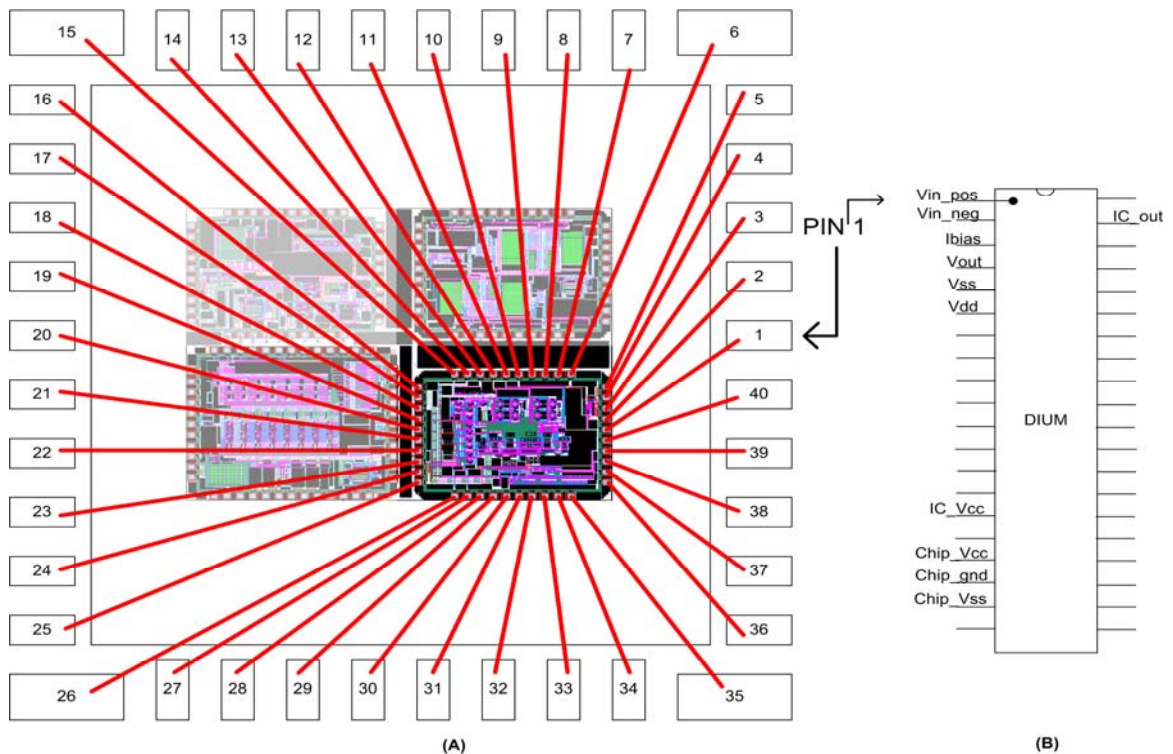 15 14 13 12 11 10 9 8 7 6
16 5
17 4
18 3
19 2
20 1
21 40
22 39
23 38
24 37
25 36
26 27 28 29 30 31 32 33 34 35
(A)
PIN 1
Vin_pos
Vin_neg IC_out
Ibias
Vout
Vss
Vdd
DIUM
IC_Vcc
Chip_Vcc
Chip_gnd
Chip_Vss
(B)